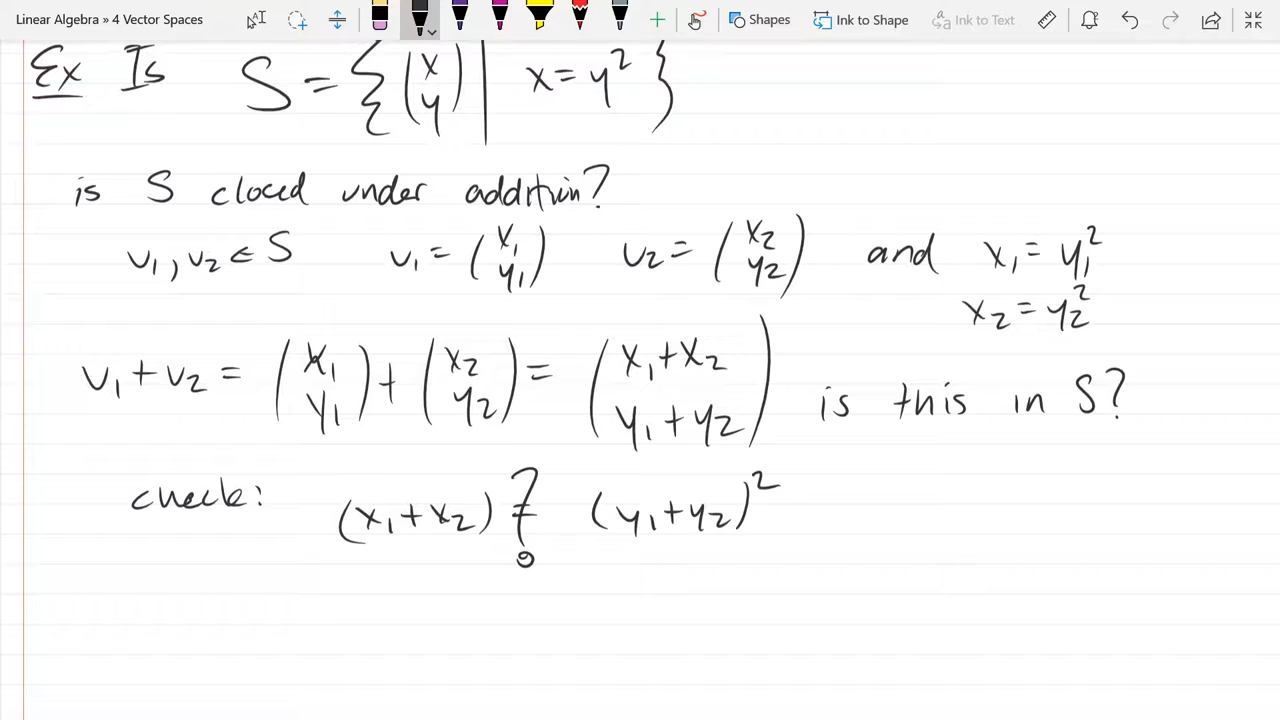 Linear Algebra » 4 Vector Spaces Shapes Ink to Shape Ink to Text
Ex Is S = { (x y) | x = y² }
is S closed under addition?
v₁, v₂ ∈ S v₁ = (x₁ y₁) v₂ = (x₂ y₂) and x₁ = y₁²
x₂ = y₂²
v₁ + v₂ = (x₁ y₁) + (x₂ y₂) = (x₁ + x₂ y₁ + y₂) is this in S?
check: (x₁ + x₂) ≟ (y₁ + y₂)²